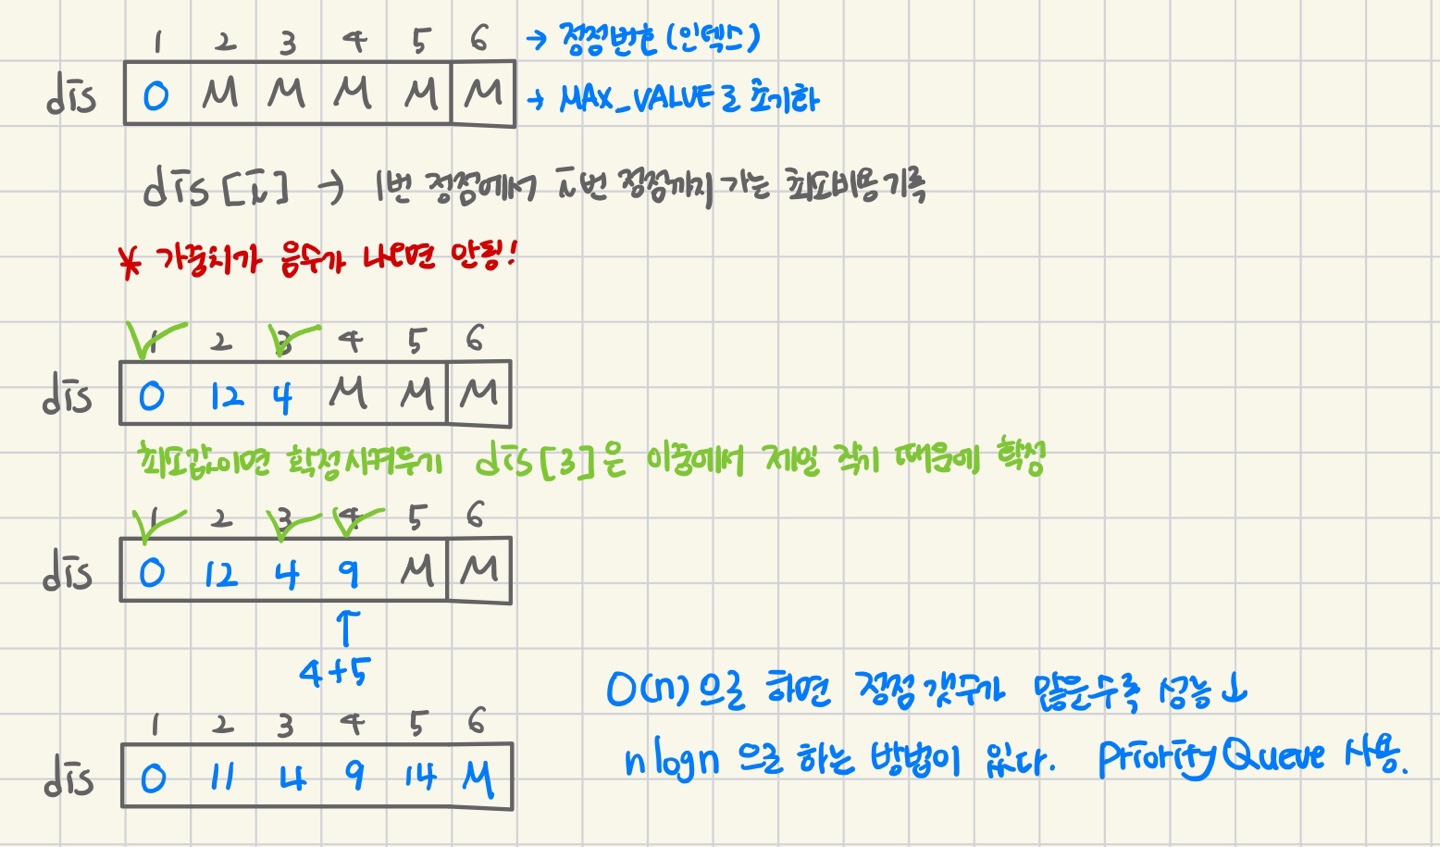 1 2 3 4 5 6 → 정점번호 (인덱스)
dis 0 M M M M M → MAX_VALUE로 초기화
dis[i] → 1번 정점에서 i번 정점까지 가는 최소비용 기록
* 가중치가 음수가 나오면 안됨!
1 2 3 4 5 6
dis 0 12 4 M M M
최소값이면 확정시켜두기 dis[3]은 이중에서 제일 작기 때문에 확정
1 2 3 4 5 6
dis 0 12 4 9 M M
↑
4+5
O(n)으로 하면 정점 갯수가 많을수록 성능↓
1 2 3 4 5 6
nlogn 으로 하는 방법이 있다. PriorityQueue 사용.
dis 0 11 4 9 14 M